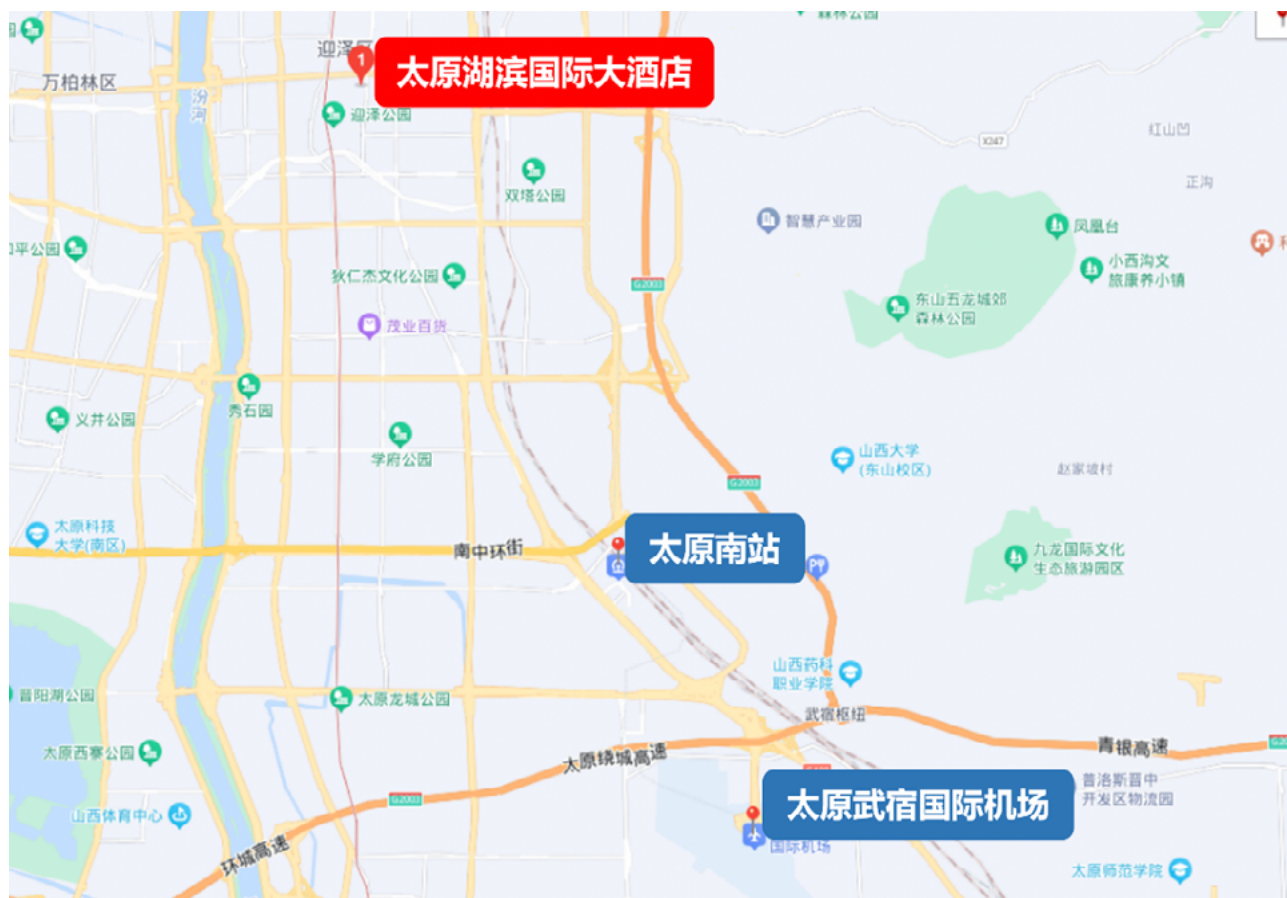 森林公园
迎泽区
1
太原湖滨国际大酒店
万柏林区
汾河
迎泽公园
X247
红山凹
双塔公园
正沟
智慧产业园
凤凰台
和平公园
小西沟文
旅康养小镇
狄仁杰文化公园
G2003
东山五龙城郊
森林公园
茂业百货
秀石园
义井公园
学府公园
山西大学
(东山校区)
赵家坡村
G2003
太原科技
大学(南区)
南中环街
太原南站
九龙国际文化
生态旅游园区
山西药科
职业学院
晋阳湖公园
太原龙城公园
武宿枢纽
太原西寨公园
太原绕城高速
青银高速
山西体育中心
G2003
普洛斯晋中
开发区物流园
太原武宿国际机场
国际机场
环城高速
太原师范学院